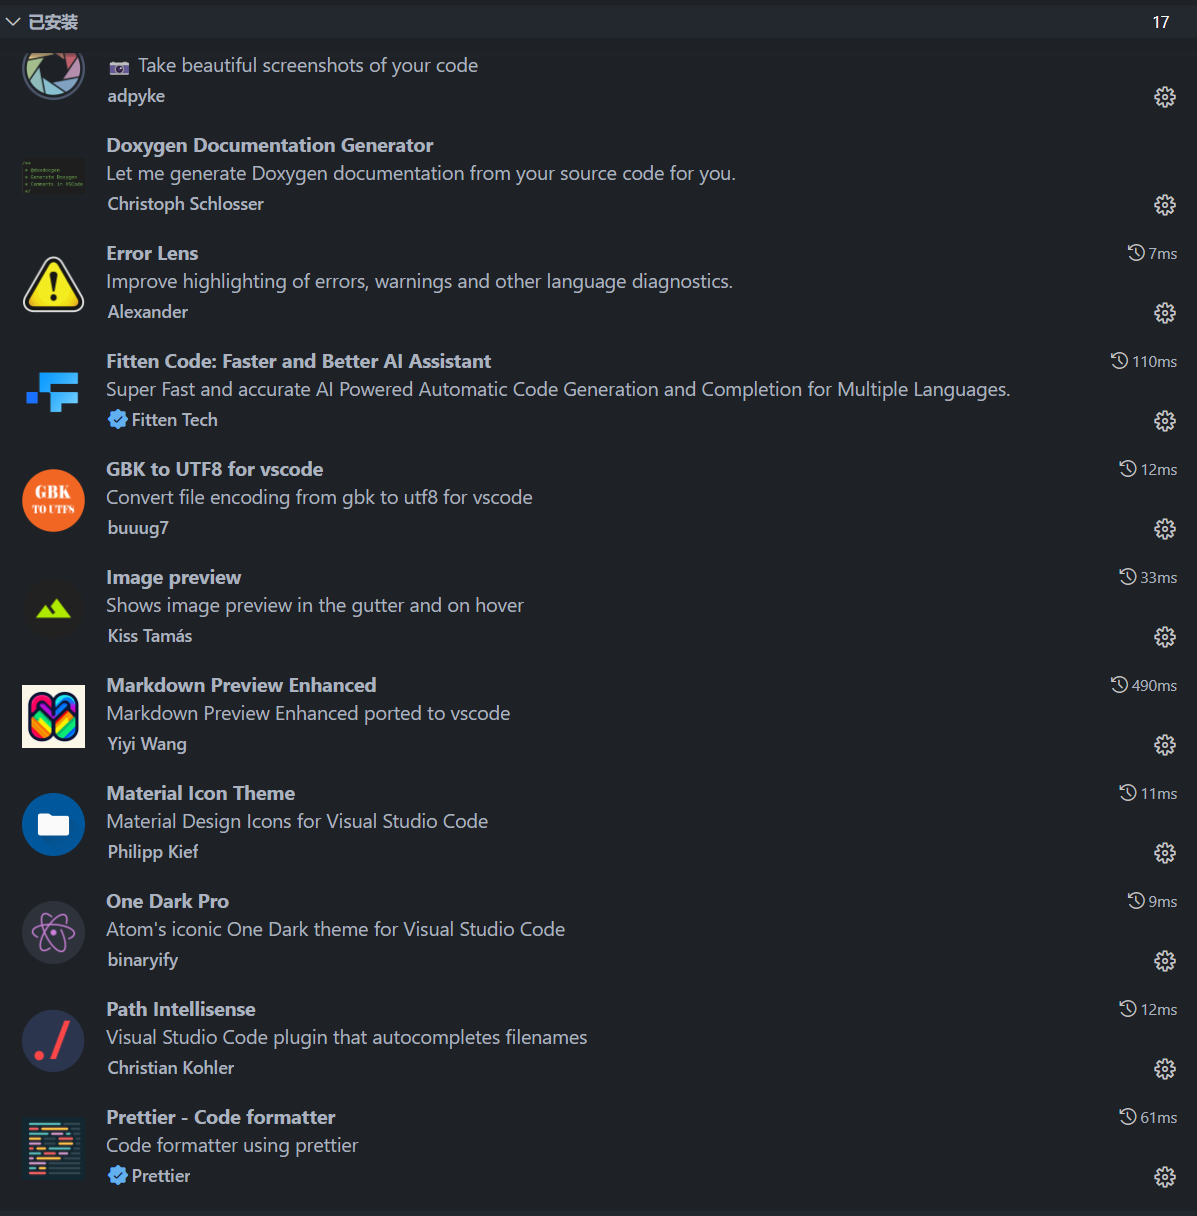 已安装
17
Take beautiful screenshots of your code
adpyke
Doxygen Documentation Generator
Let me generate Doxygen documentation from your source code for you.
Christoph Schlosser
Error Lens
7ms
Improve highlighting of errors, warnings and other language diagnostics.
Alexander
Fitten Code: Faster and Better AI Assistant
110ms
Super Fast and accurate AI Powered Automatic Code Generation and Completion for Multiple Languages.
Fitten Tech
GBK to UTF8 for vscode
12ms
GBK
TO UTF8
Convert file encoding from gbk to utf8 for vscode
buuug7
Image preview
33ms
Shows image preview in the gutter and on hover
Kiss Tamás
Markdown Preview Enhanced
490ms
Markdown Preview Enhanced ported to vscode
Yiyi Wang
Material Icon Theme
11ms
Material Design Icons for Visual Studio Code
Philipp Kief
One Dark Pro
9ms
Atom's iconic One Dark theme for Visual Studio Code
binaryify
Path Intellisense
12ms
Visual Studio Code plugin that autocompletes filenames
Christian Kohler
Prettier - Code formatter
61ms
Code formatter using prettier
Prettier